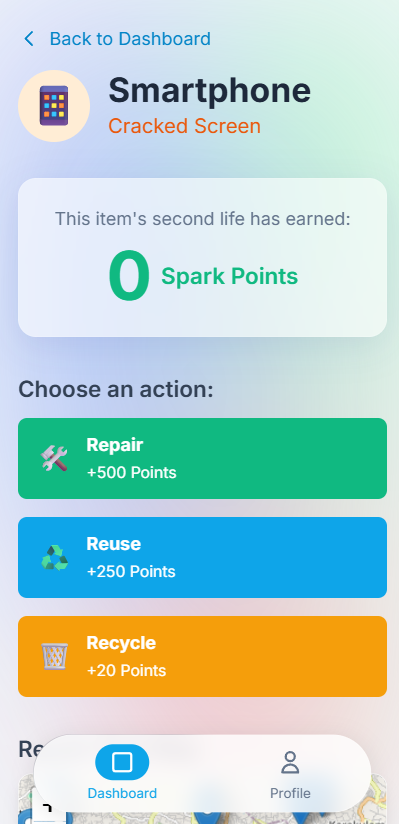 Back to Dashboard
Smartphone
Cracked Screen
This item's second life has earned:
0 Spark Points
Choose an action:
Repair
+500 Points
Reuse
+250 Points
Recycle
+20 Points
Dashboard
Profile